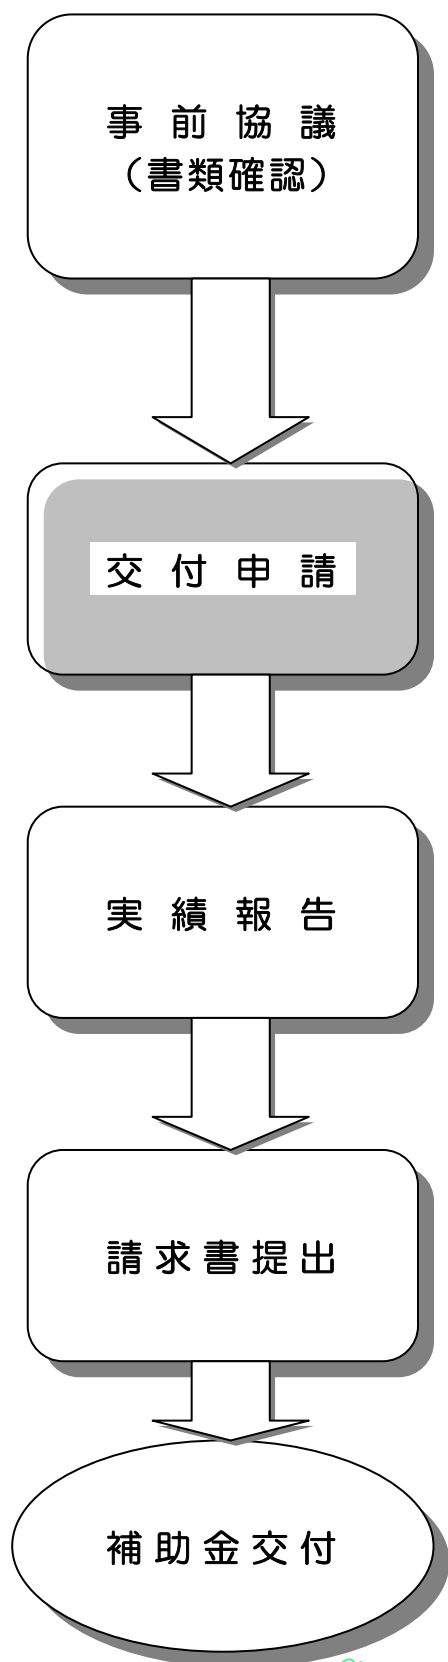 事前協議
（書類確認）
交付申請
実績報告
請求書提出
補助金交付